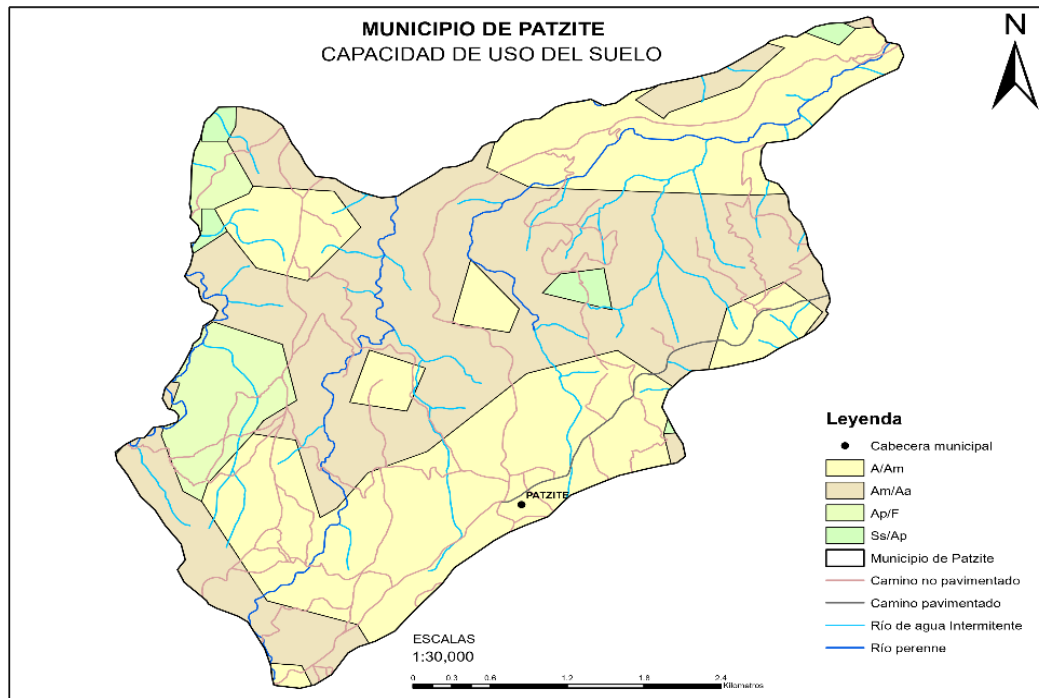 MUNICIPIO DE PATZITE
CAPACIDAD DE USO DEL SUELO
N
PATZITE
Leyenda
Cabecera municipal
A/Am
Am/Aa
Ap/F
Ss/Ap
Municipio de Patzite
Camino no pavimentado
Camino pavimentado
Río de agua Intermitente
Río perenne
ESCALAS
1:30,000
0 0.3 0.6 1.2 1.8 2.4
Kilometros